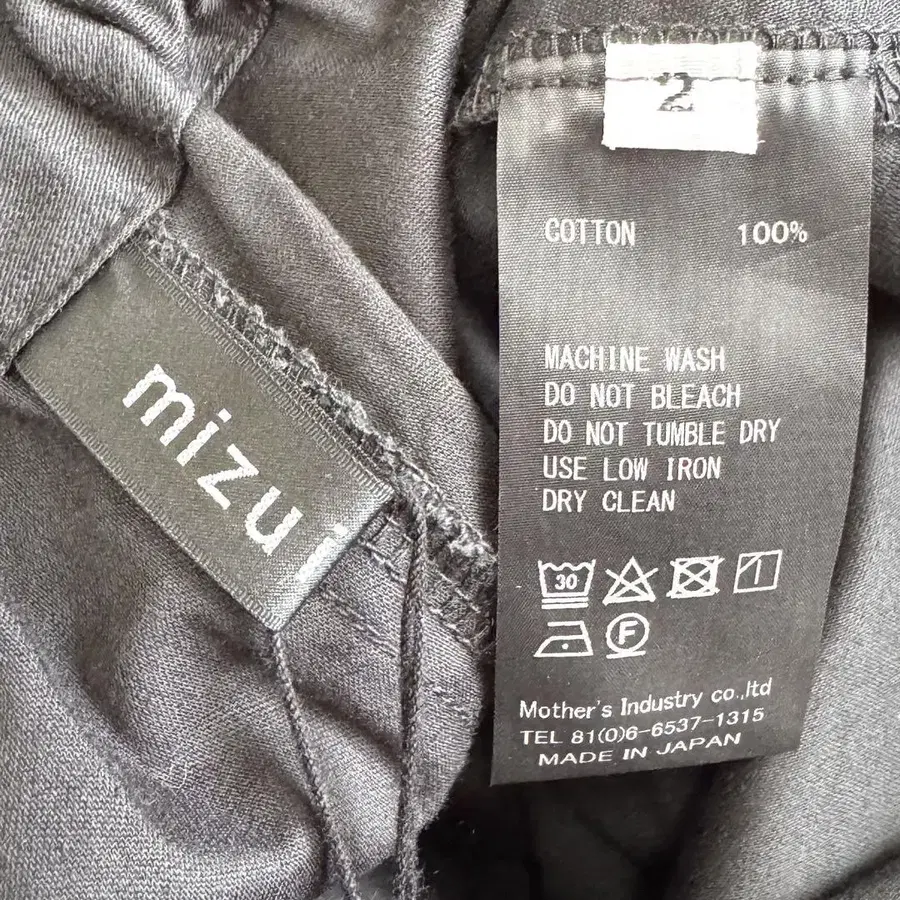 mizui
2
COTTON 100%
MACHINE WASH
DO NOT BLEACH
DO NOT TUMBLE DRY
USE LOW IRON
DRY CLEAN
30
F
Mother's Industry co.,ltd
TEL 81(0)6-6537-1315
MADE IN JAPAN